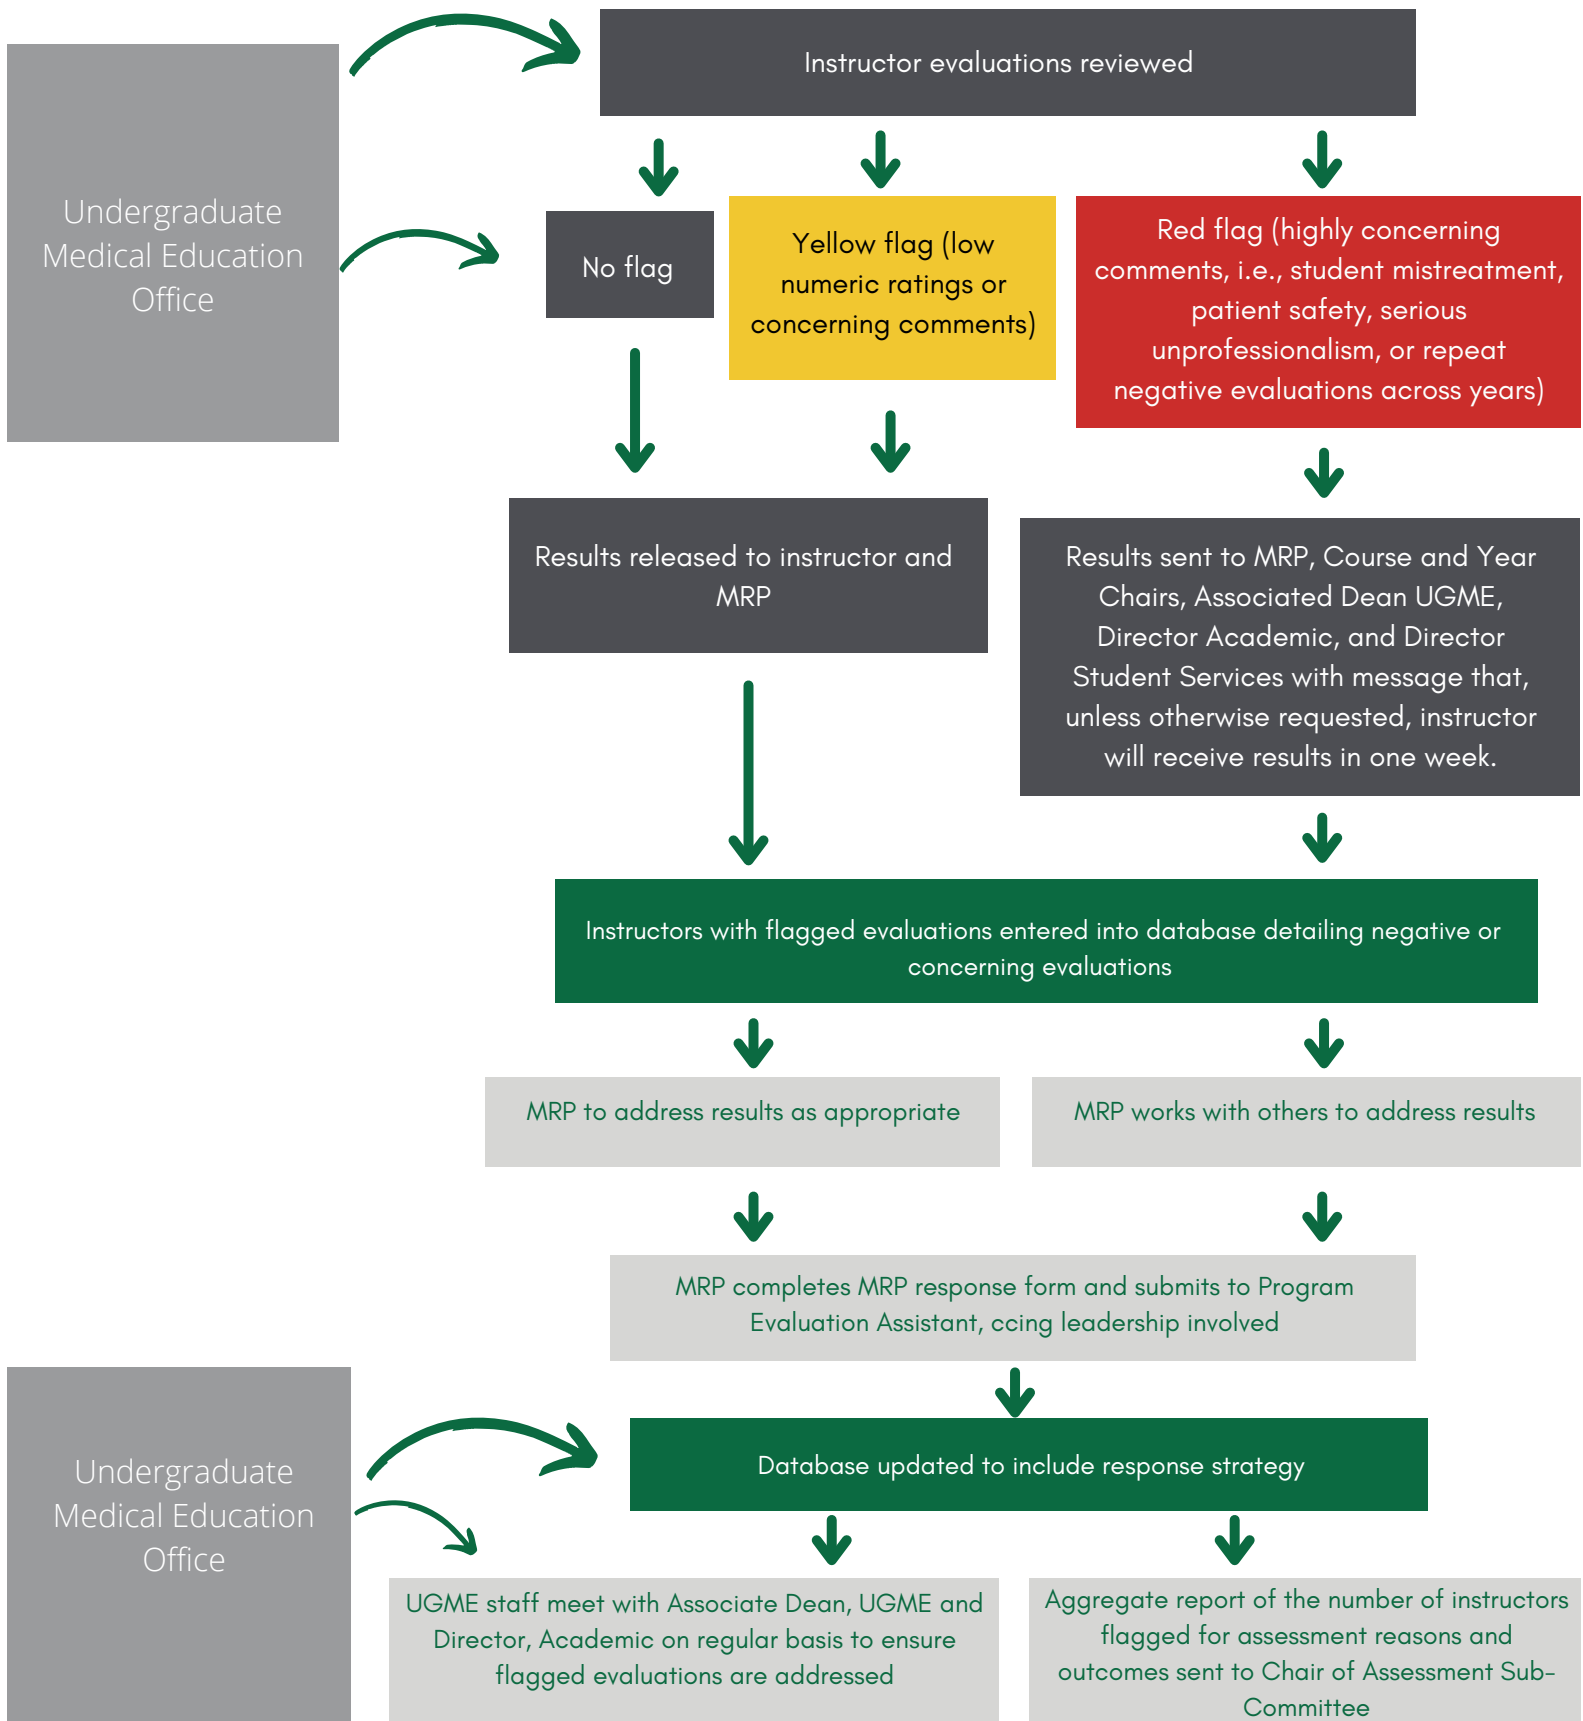 Instructor evaluations reviewed
Undergraduate
Medical Education
Office
No flag
Yellow flag (low
numeric ratings or
concerning comments)
Red flag (highly concerning
comments, i.e., student mistreatment,
patient safety, serious
unprofessionalism, or repeat
negative evaluations across years)
Results released to instructor and
MRP
Results sent to MRP, Course and Year
Chairs, Associated Dean UGME,
Director Academic, and Director
Student Services with message that,
unless otherwise requested, instructor
will receive results in one week.
Instructors with flagged evaluations entered into database detailing negative or
concerning evaluations
MRP to address results as appropriate
MRP works with others to address results
MRP completes MRP response form and submits to Program
Evaluation Assistant, ccing leadership involved
Undergraduate
Medical Education
Office
Database updated to include response strategy
UGME staff meet with Associate Dean, UGME and
Director, Academic on regular basis to ensure
flagged evaluations are addressed
Aggregate report of the number of instructors
flagged for assessment reasons and
outcomes sent to Chair of Assessment Sub-
Committee